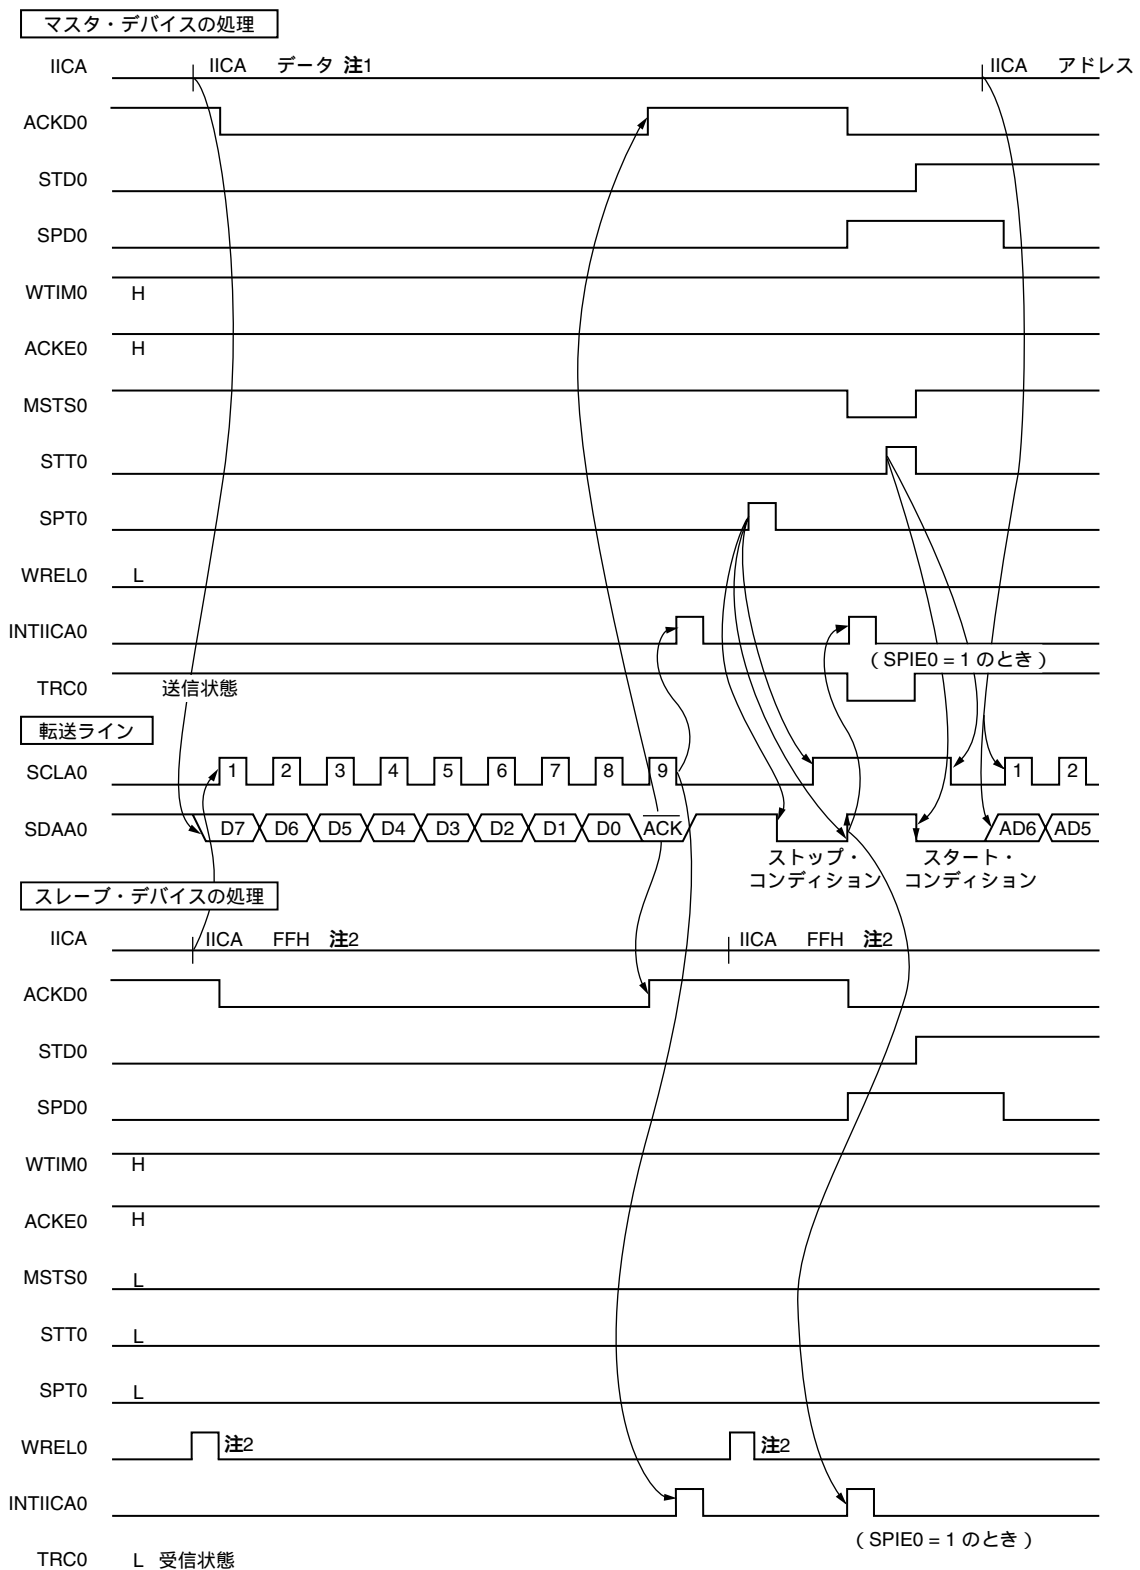 マスタ・デバイスの処理
IICA IICA データ 注1 IICA アドレス
ACKD0
STD0
SPD0
WTIM0 H
ACKE0 H
MSTS0
STT0
SPT0
WREL0 L
INTIICA0
(SPIE0 = 1 のとき)
TRC0 送信状態
転送ライン
SCLA0 1 2 3 4 5 6 7 8 9 1 2
SDAA0 D7 D6 D5 D4 D3 D2 D1 D0 ACK AD6 AD5
ストップ・ スタート・
コンディション コンディション
スレーブ・デバイスの処理
IICA IICA FFH 注2 IICA FFH 注2
ACKD0
STD0
SPD0
WTIM0 H
ACKE0 H
MSTS0 L
STT0 L
SPT0 L
WREL0 注2 注2
INTIICA0
(SPIE0 = 1 のとき)
TRC0 L 受信状態